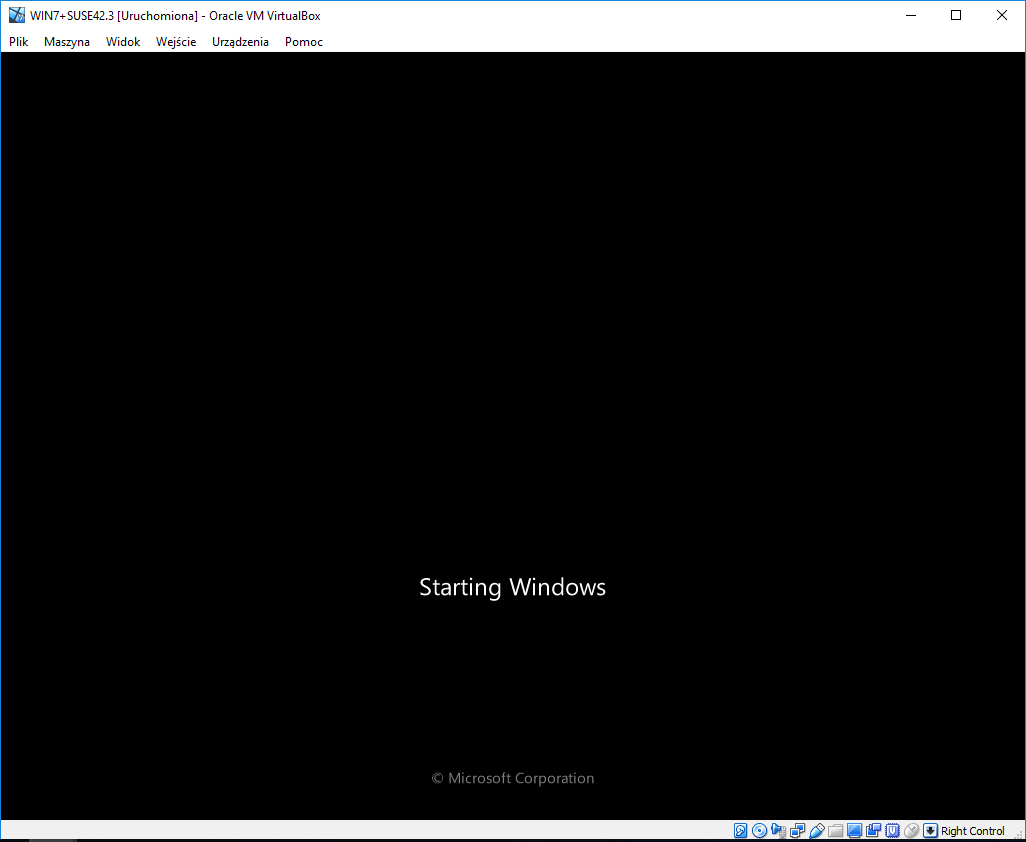 WIN7+SUSE42.3 [Uruchomiona] - Oracle VM VirtualBox
Plik Maszyna Widok Wejście Urządzenia Pomoc
Starting Windows
© Microsoft Corporation
Right Control